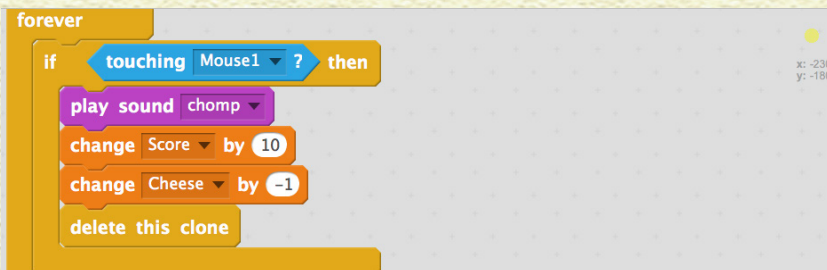 forever
if touching Mouse1 ? then
play sound chomp
change Score by 10
change Cheese by -1
delete this clone